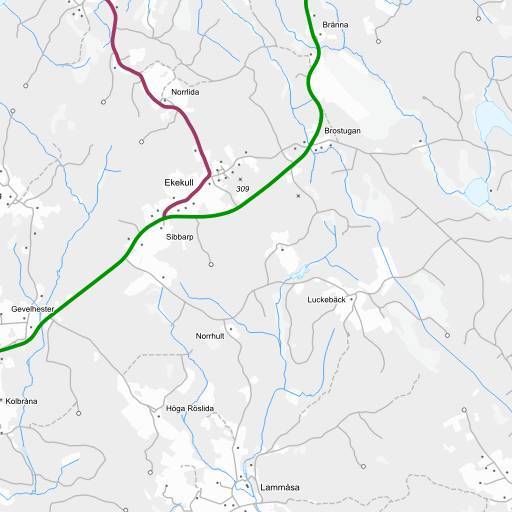 Bränna
Norrlida
Brostugan
Ekekull
309
Sibbarp
Luckebäck
Gevelhester
Norrhult
Kolbråna
Höga Röslida
Lammåsa